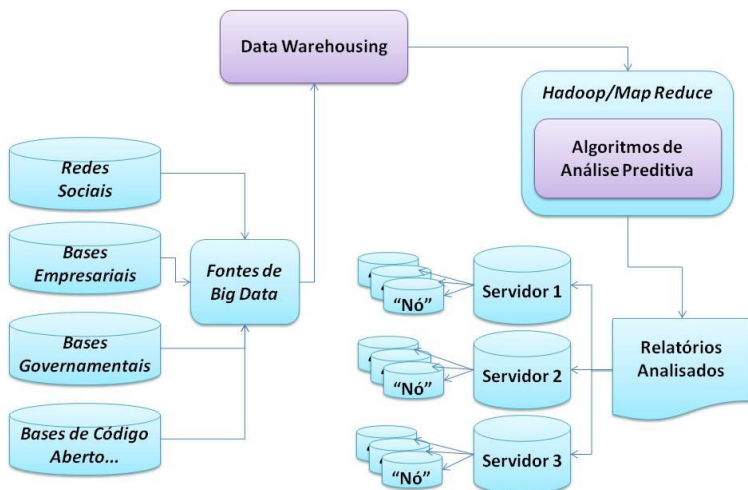 Data Warehousing
Hadoop/Map Reduce
Algoritmos de
Análise Preditiva
Redes
Sociais
Bases
Empresariais
Fontes de
Big Data
Bases
Governamentais
Bases de Código
Aberto...
"Nó"
Servidor 1
"Nó"
Servidor 2
"Nó"
Servidor 3
Relatórios
Analisados